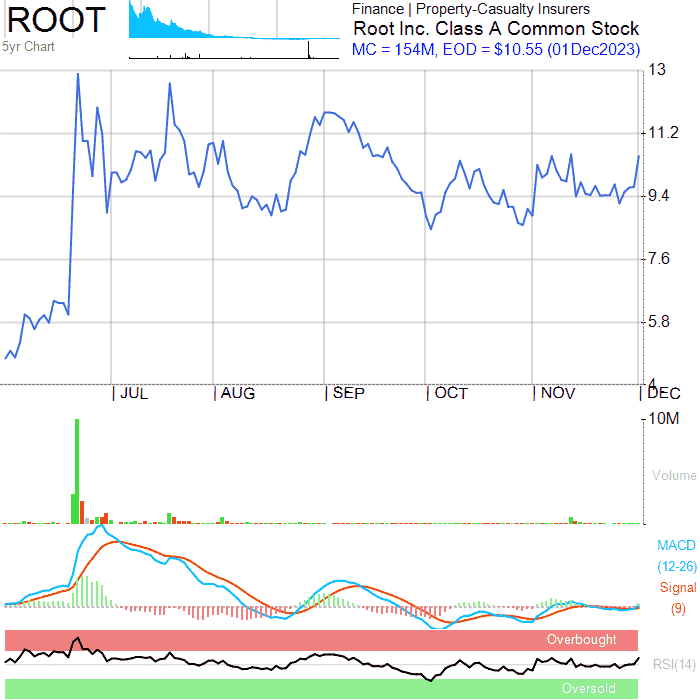 ROOT
5yr Chart
Finance | Property-Casualty Insurers
Root Inc. Class A Common Stock
MC = 154M, EOD = $10.55 (01Dec2023)
13
11.2
9.4
7.6
5.8
4
JUL AUG SEP OCT NOV DEC
10M
Volume
MACD
(12-26)
Signal
(9)
Overbought
RSI(14)
Oversold